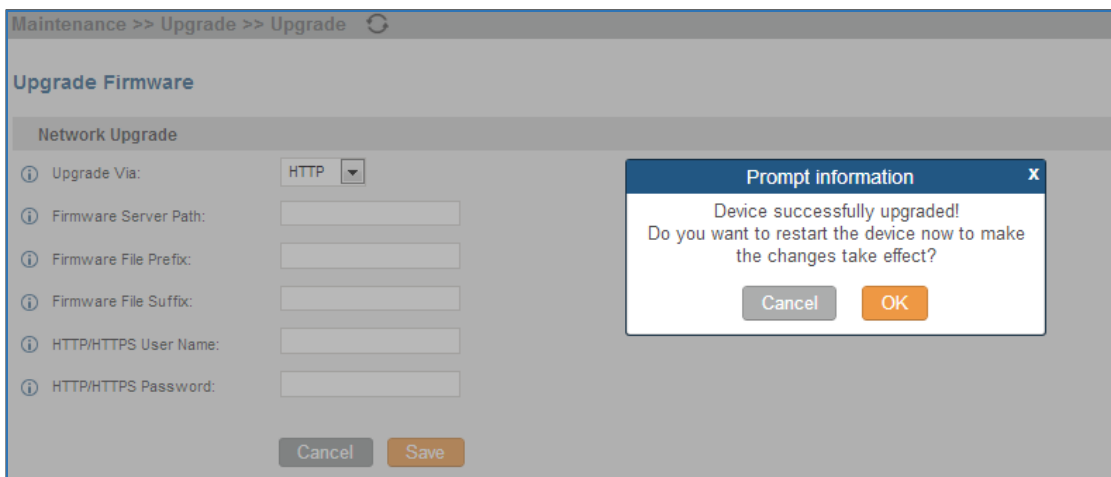 Maintenance >> Upgrade >> Upgrade
Upgrade Firmware
Network Upgrade
Upgrade Via:
HTTP
Firmware Server Path:
Firmware File Prefix:
Firmware File Suffix:
HTTP/HTTPS User Name:
HTTP/HTTPS Password:
Cancel
Save
Prompt information
x
Device successfully upgraded!
Do you want to restart the device now to make
the changes take effect?
Cancel
OK